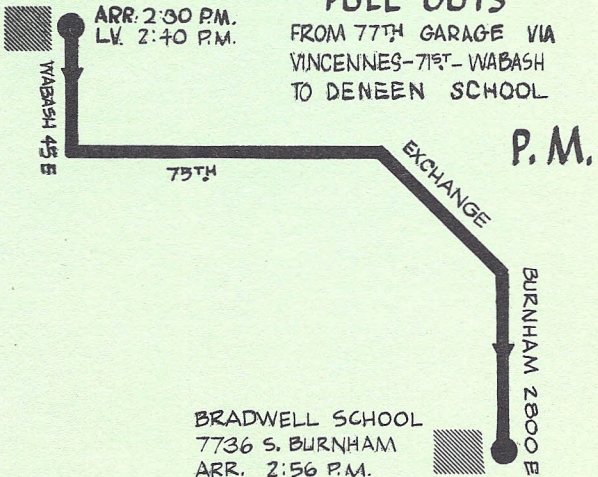 PULL OUTS
ARR. 2:30 P.M.
LV. 2:40 P.M.
FROM 77TH GARAGE VIA
VINCENNES-71ST-WABASH
TO DENEEN SCHOOL
P.M.
WABASH 45 E
75TH
EXCHANGE
BURNHAM 2800 E
BRADWELL SCHOOL
7736 S. BURNHAM
ARR. 2:56 P.M.